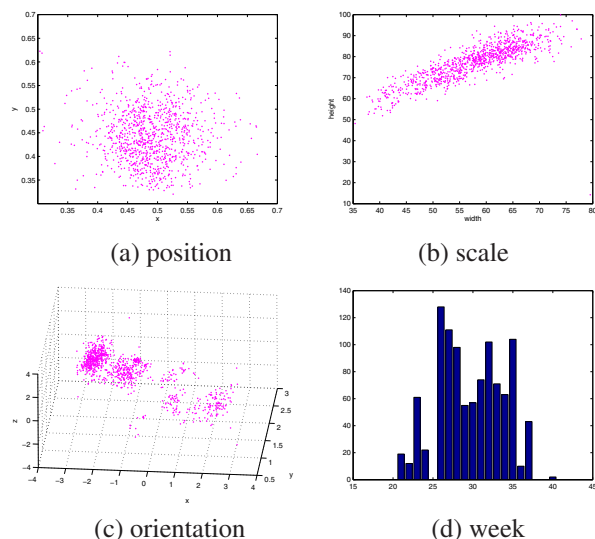 0.7
0.65
0.6
0.55
0.5
0.45
0.4
0.35
y
0.35 0.4 0.45 0.5 0.55 0.6 0.65 0.7
x
(a) position
100
90
80
70
60
50
40
30
20
10
height
35 40 45 50 55 60 65 70 75 80
width
(b) scale
4
2
0
−2
−4
z
−4 −3 −2 −1 0 1 2 3 4
x
0.5
1
1.5
2
2.5
3
y
(c) orientation
140
120
100
80
60
40
20
0
15 20 25 30 35 40 45
(d) week